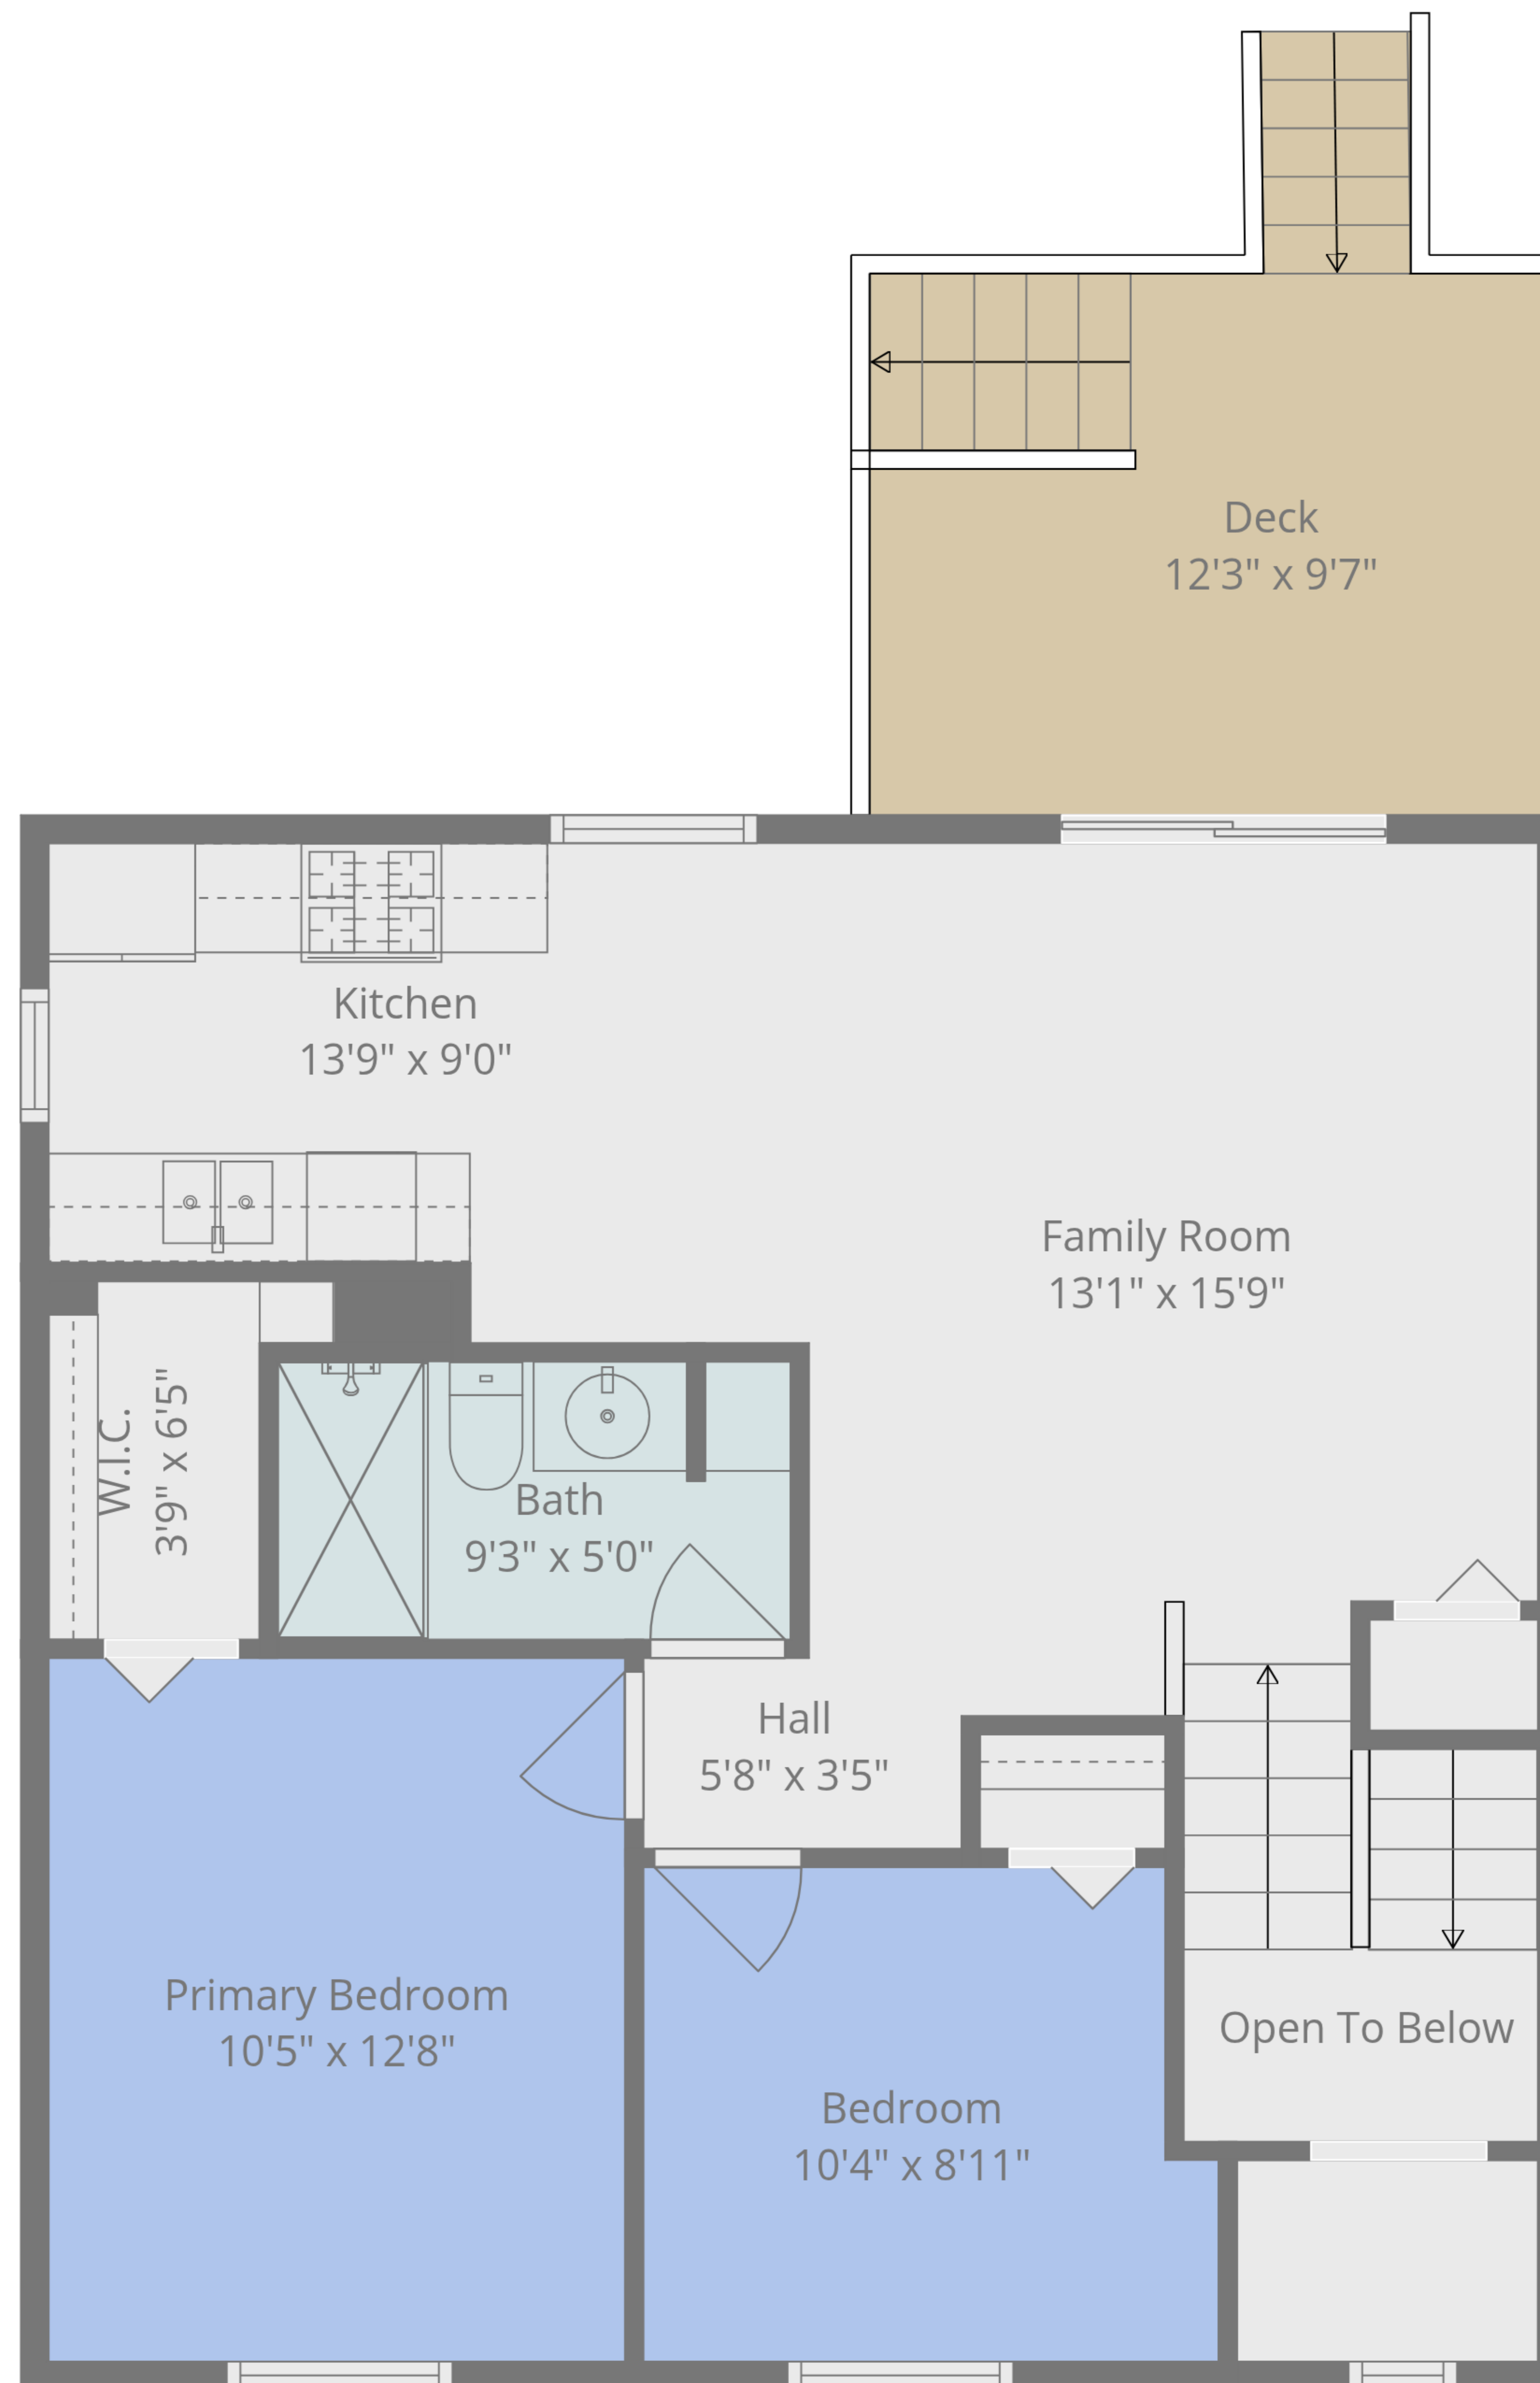 Deck
12'3" x 9'7"
Kitchen
13'9" x 9'0"
Family Room
13'1" x 15'9"
W.I.C.
3'9" x 6'5"
Bath
9'3" x 5'0"
Hall
5'8" x 3'5"
Primary Bedroom
10'5" x 12'8"
Open To Below
Bedroom
10'4" x 8'11"